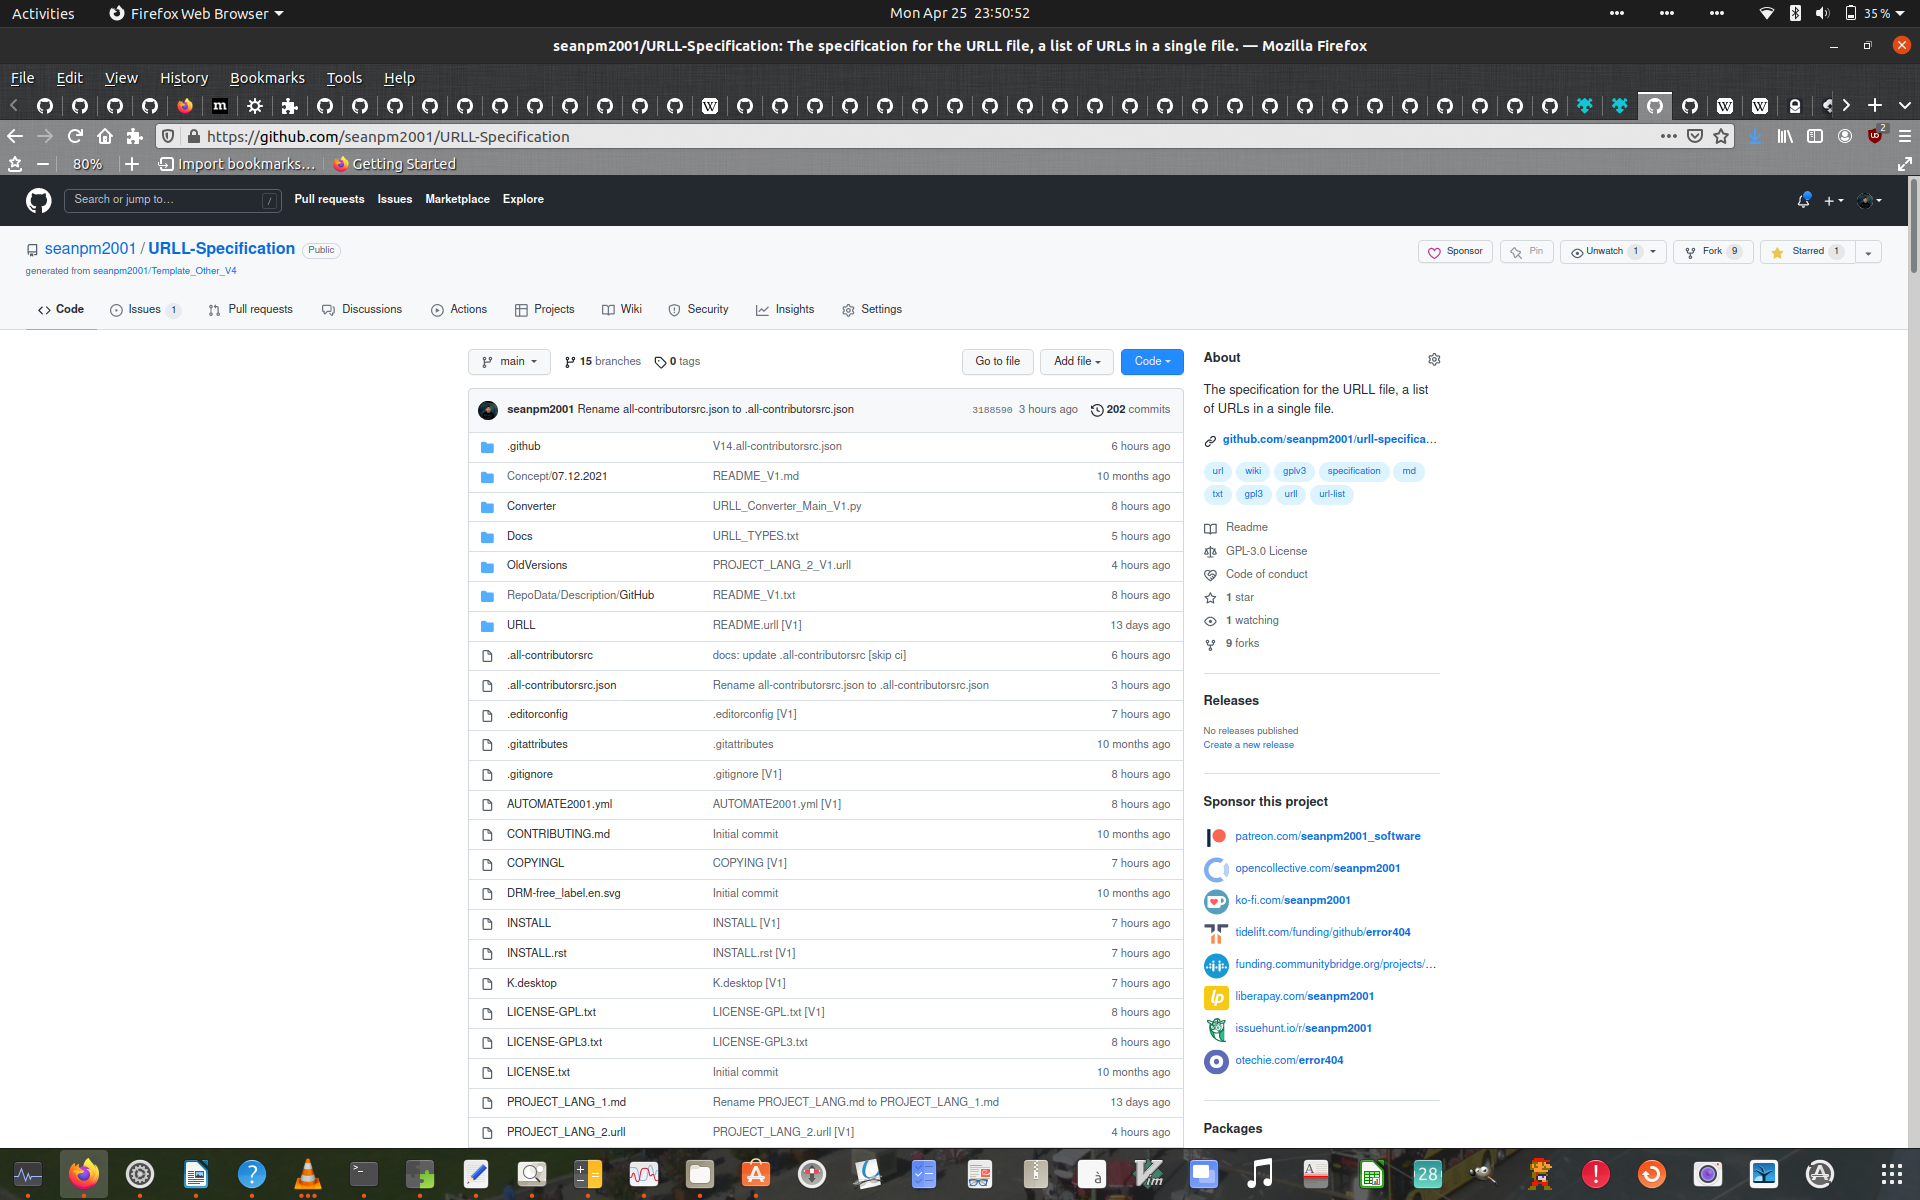 Activities Firefox Web Browser Mon Apr 25 23:50:52 35 %
seanpm2001/URLL-Specification: The specification for the URLL file, a list of URLs in a single file. — Mozilla Firefox
File Edit View History Bookmarks Tools Help
https://github.com/seanpm2001/URLL-Specification 2
80% Import bookmarks... Getting Started
Search or jump to... / Pull requests Issues Marketplace Explore
seanpm2001 / URLL-Specification Public Sponsor Pin Unwatch 1 Fork 9 Starred 1
generated from seanpm2001/Template_Other_V4
Code Issues 1 Pull requests Discussions Actions Projects Wiki Security Insights Settings
main 15 branches 0 tags Go to file Add file Code
seanpm2001 Rename all-contributorsrc.json to .all-contributorsrc.json 3188590 3 hours ago 202 commits
.github V14.all-contributorsrc.json 6 hours ago
Concept/07.12.2021 README_V1.md 10 months ago
Converter URLL_Converter_Main_V1.py 8 hours ago
Docs URLL_TYPES.txt 5 hours ago
OldVersions PROJECT_LANG_2_V1.urll 4 hours ago
RepoData/Description/GitHub README_V1.txt 8 hours ago
URLL README.urll [V1] 13 days ago
.all-contributorsrc docs: update .all-contributorsrc [skip ci] 6 hours ago
.all-contributorsrc.json Rename all-contributorsrc.json to .all-contributorsrc.json 3 hours ago
.editorconfig .editorconfig [V1] 7 hours ago
.gitattributes .gitattributes 10 months ago
.gitignore .gitignore [V1] 8 hours ago
AUTOMATE2001.yml AUTOMATE2001.yml [V1] 8 hours ago
CONTRIBUTING.md Initial commit 10 months ago
COPYINGL COPYING [V1] 7 hours ago
DRM-free_label.en.svg Initial commit 10 months ago
INSTALL INSTALL [V1] 7 hours ago
INSTALL.rst INSTALL.rst [V1] 7 hours ago
K.desktop K.desktop [V1] 7 hours ago
LICENSE-GPL.txt LICENSE-GPL.txt [V1] 8 hours ago
LICENSE-GPL3.txt LICENSE-GPL3.txt 8 hours ago
LICENSE.txt Initial commit 10 months ago
PROJECT_LANG_1.md Rename PROJECT_LANG.md to PROJECT_LANG_1.md 13 days ago
PROJECT_LANG_2.urll PROJECT_LANG_2.urll [V1] 4 hours ago
About
The specification for the URLL file, a list
of URLs in a single file.
github.com/seanpm2001/urll-specifica...
url wiki gplv3 specification md
txt gpl3 urll url-list
Readme
GPL-3.0 License
Code of conduct
1 star
1 watching
9 forks
Releases
No releases published
Create a new release
Sponsor this project
patreon.com/seanpm2001_software
opencollective.com/seanpm2001
ko-fi.com/seanpm2001
tidelift.com/funding/github/error404
funding.communitybridge.org/projects/...
liberapay.com/seanpm2001
issuehunt.io/r/seanpm2001
otechie.com/error404
Packages
28